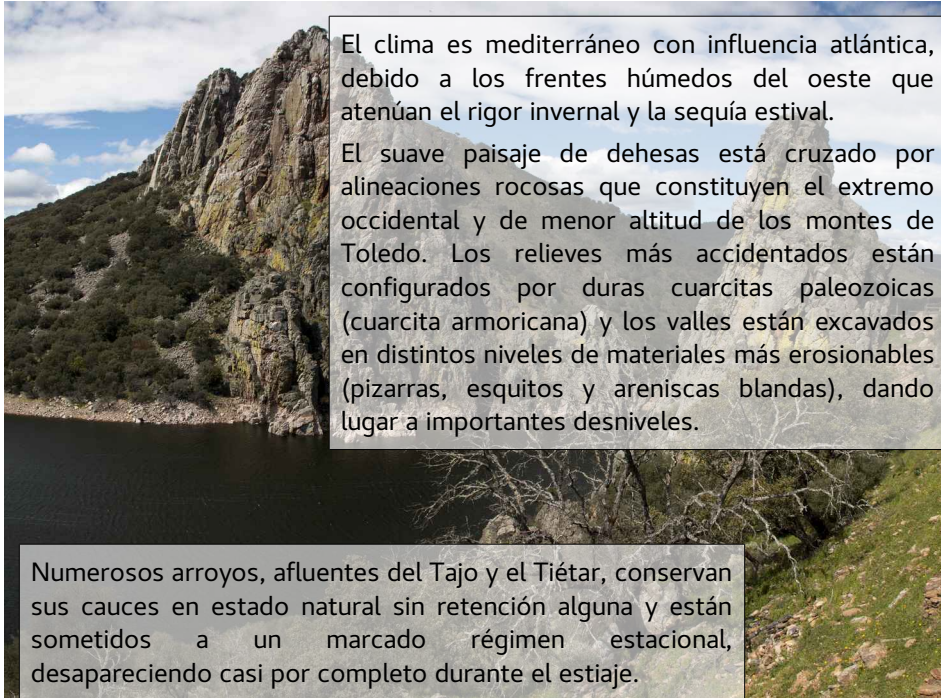 El clima es mediterráneo con influencia atlántica,
debido a los frentes húmedos del oeste que
atenúan el rigor invernal y la sequía estival.
El suave paisaje de dehesas está cruzado por
alineaciones rocosas que constituyen el extremo
occidental y de menor altitud de los montes de
Toledo. Los relieves más accidentados están
configurados por duras cuarcitas paleozoicas
(cuarcita armoricana) y los valles están excavados
en distintos niveles de materiales más erosionables
(pizarras, esquitos y areniscas blandas), dando
lugar a importantes desniveles.
Numerosos arroyos, afluentes del Tajo y el Tiétar, conservan
sus cauces en estado natural sin retención alguna y están
sometidos a un marcado régimen estacional,
desapareciendo casi por completo durante el estiaje.